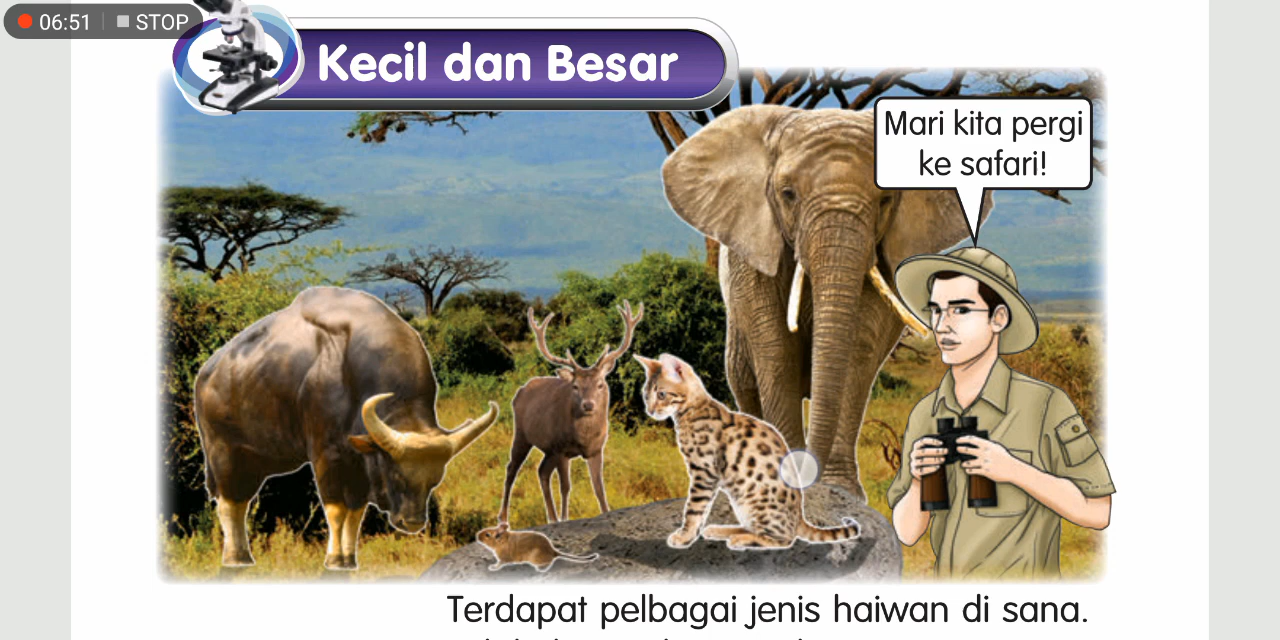 06:51 STOP
Kecil dan Besar
Mari kita pergi
ke safari!
Terdapat pelbagai jenis haiwan di sana.